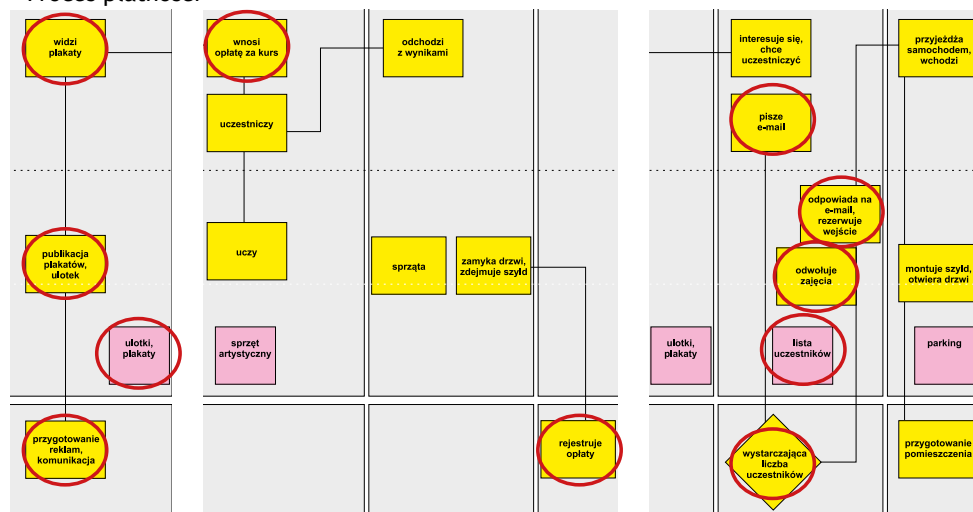 widzi
plakaty
wnosi
opłatę za kurs
odchodzi
z wynikami
interesuje się,
chce
uczestniczyć
przyjeżdża
samochodem,
wchodzi
uczestniczy
pisze
e-mail
odpowiada na
e-mail,
rezerwuje
wejście
publikacja
plakatów,
ulotek
uczy
sprząta
zamyka drzwi,
zdejmuje szyld
odwołuje
zajęcia
montuje szyld,
otwiera drzwi
ulotki,
plakaty
sprzęt
artystyczny
ulotki,
plakaty
lista
uczestników
parking
przygotowanie
reklam,
komunikacja
rejestruje
opłaty
wystarczająca
liczba
uczestników
przygotowanie
pomieszczenia